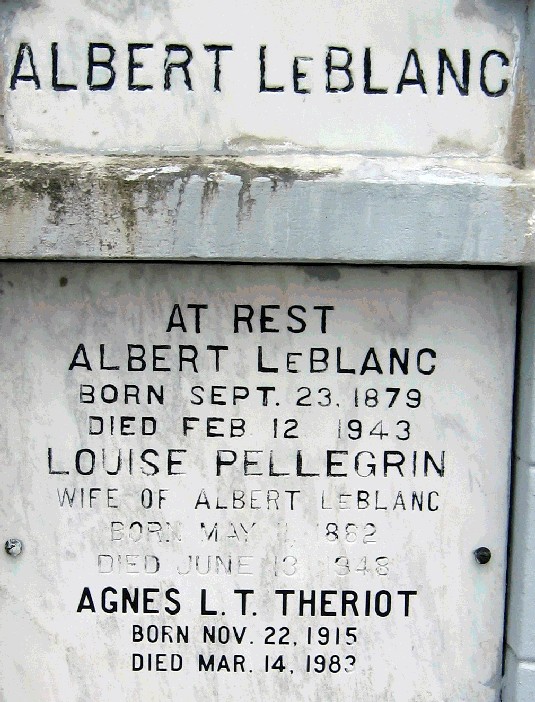 ALBERT LEBLANC
AT REST
ALBERT LEBLANC
BORN SEPT. 23, 1879
DIED FEB 12 1943
LOUISE PELLEGRIN
WIFE OF ALBERT LEBLANC
BORN MAY 1882
DIED JUNE 13 1948
AGNES L.T. THERIOT
BORN NOV. 22, 1915
DIED MAR. 14,